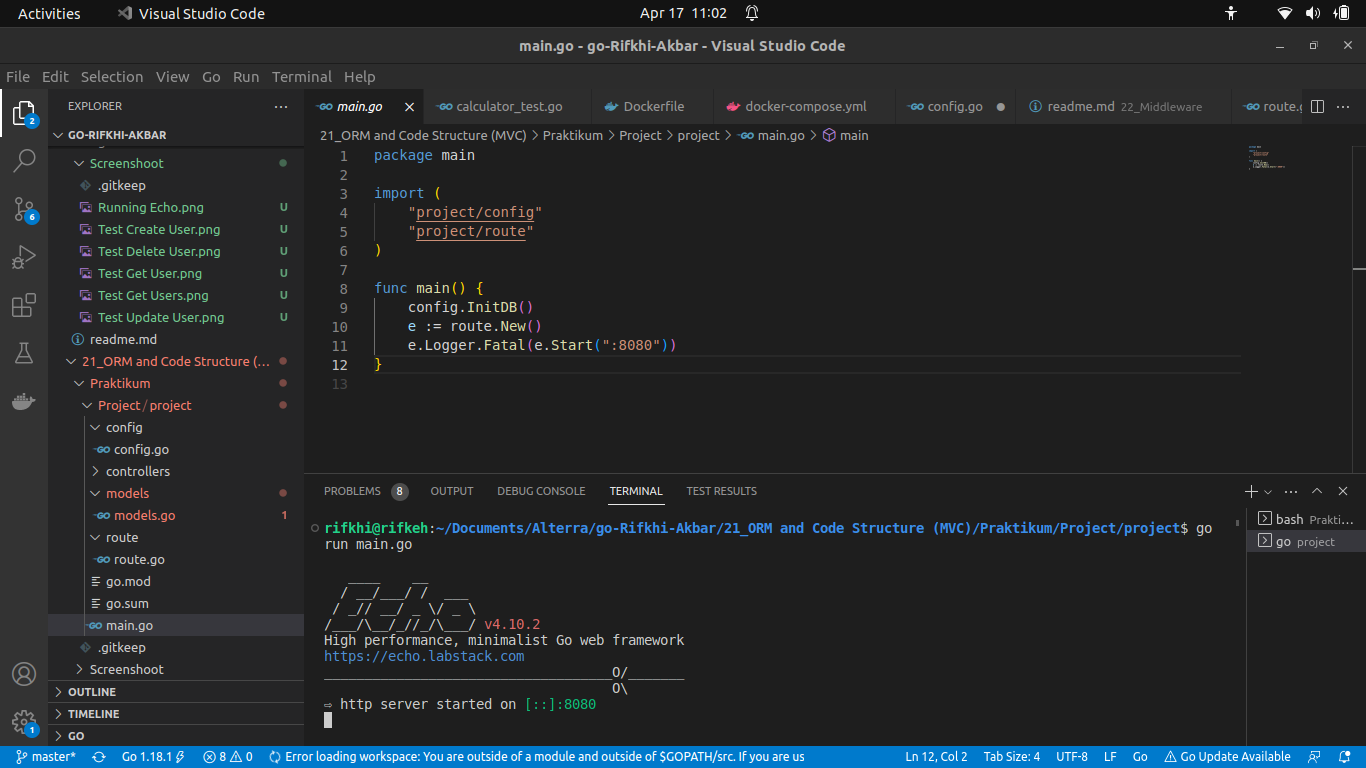 Activities
Visual Studio Code
Apr 17 11:02
main.go - go-Rifkhi-Akbar - Visual Studio Code
File Edit Selection View Go Run Terminal Help
EXPLORER
GO-RIFKHI-AKBAR
Screenshoot
.gitkeep
Running Echo.png U
Test Create User.png U
Test Delete User.png U
Test Get User.png U
Test Get Users.png U
Test Update User.png U
readme.md
21_ORM and Code Structure (...
Praktikum
Project / project
config
config.go
controllers
models
models.go 1
route
route.go
go.mod
go.sum
main.go
.gitkeep
Screenshoot
OUTLINE
TIMELINE
GO
2
6
1
main.go calculator_test.go Dockerfile docker-compose.yml config.go readme.md 22_Middleware route.g
21_ORM and Code Structure (MVC) > Praktikum > Project > project > main.go > main
1 package main
2
3 import (
4 "project/config"
5 "project/route"
6 )
7
8 func main() {
9 config.InitDB()
10 e := route.New()
11 e.Logger.Fatal(e.Start(":8080"))
12 }
13
PROBLEMS 8 OUTPUT DEBUG CONSOLE TERMINAL TEST RESULTS
rifkhi@rifkeh:~/Documents/Alterra/go-Rifkhi-Akbar/21_ORM and Code Structure (MVC)/Praktikum/Project/project$ go
run main.go
   ____    __
  / __/___/ /  ___
 / _// __/ _ \/ _ \
/___/\__/_//_/\___/ v4.10.2
High performance, minimalist Go web framework
https://echo.labstack.com
____________________________________O/_______
                                    O\
⇨ http server started on [::]:8080
bash Prakti...
go project
master* Go 1.18.1 8 0 Error loading workspace: You are outside of a module and outside of $GOPATH/src. If you are us Ln 12, Col 2 Tab Size: 4 UTF-8 LF Go Go Update Available